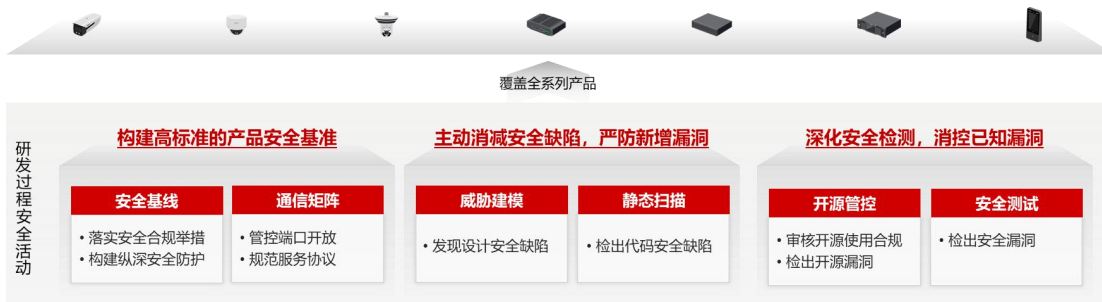 覆盖全系列产品
研发过程安全活动
构建高标准的产品安全基准
安全基线
• 落实安全合规举措
• 构建纵深安全防护
通信矩阵
• 管控端口开放
• 规范服务协议
主动消减安全缺陷，严防新增漏洞
威胁建模
• 发现设计安全缺陷
静态扫描
• 检出代码安全缺陷
深化安全检测，消控已知漏洞
开源管控
• 审核开源使用合规
• 检出开源漏洞
安全测试
• 检出安全漏洞